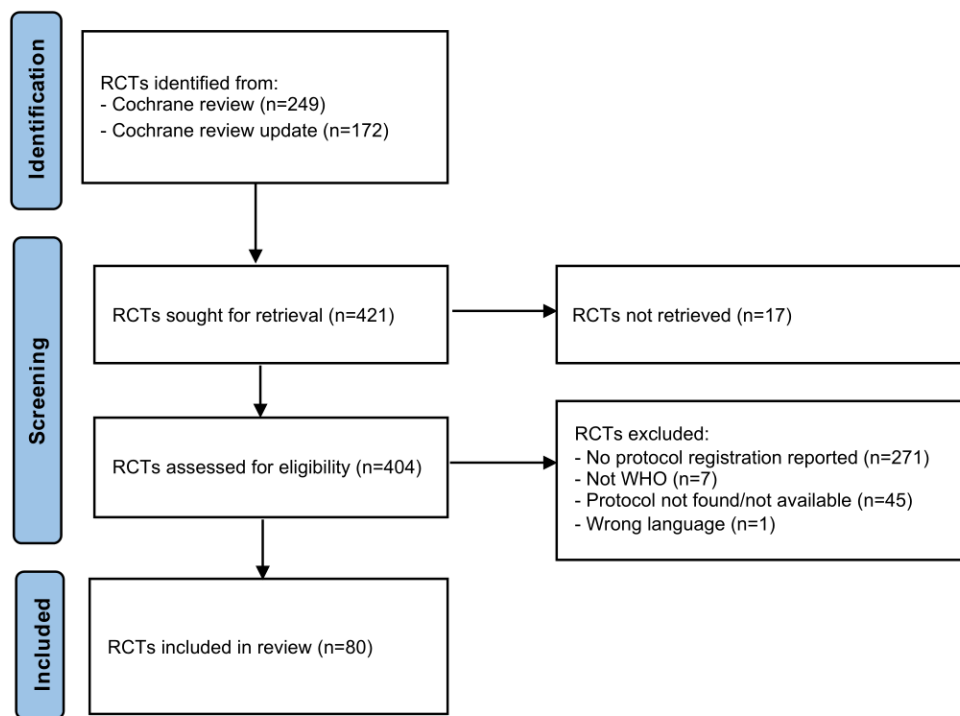 Identification
RCTs identified from:
- Cochrane review (n=249)
- Cochrane review update (n=172)
Screening
RCTs sought for retrieval (n=421)
RCTs not retrieved (n=17)
RCTs assessed for eligibility (n=404)
RCTs excluded:
- No protocol registration reported (n=271)
- Not WHO (n=7)
- Protocol not found/not available (n=45)
- Wrong language (n=1)
Included
RCTs included in review (n=80)